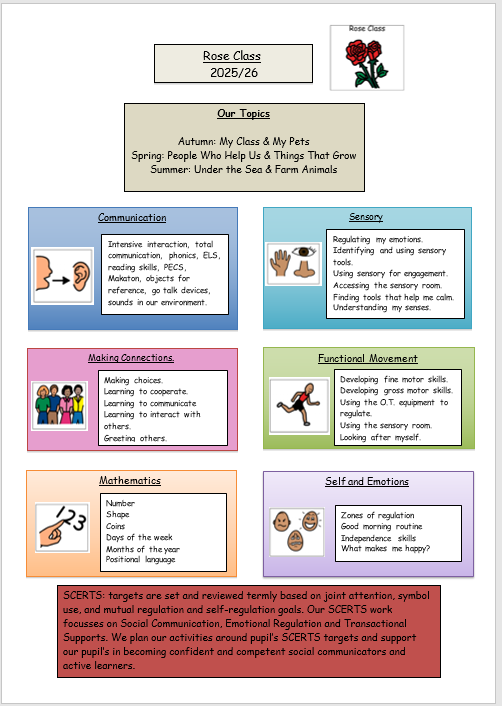 Rose Class
2025/26
Rose Class
Our Topics
Autumn: My Class & My Pets
Spring: People Who Help Us & Things That Grow
Summer: Under the Sea & Farm Animals
Communication
Intensive interaction, total
communication, phonics, ELS,
reading skills, PECS,
Makaton, objects for
reference, go talk devices,
sounds in our environment.
Sensory
Regulating my emotions.
Identifying and using sensory
tools.
Using sensory for engagement.
Accessing the sensory room.
Finding tools that help me calm.
Understanding my senses.
Making Connections.
Making choices.
Learning to cooperate.
Learning to communicate
Learning to interact with
others.
Greeting others.
Functional Movement
Developing fine motor skills.
Developing gross motor skills.
Using the O.T. equipment to
regulate.
Using the sensory room.
Looking after myself.
Mathematics
123
Number
Shape
Coins
Days of the week
Months of the year
Positional language
Self and Emotions
Zones of regulation
Good morning routine
Independence skills
What makes me happy?
SCERTS: targets are set and reviewed termly based on joint attention, symbol
use, and mutual regulation and self-regulation goals. Our SCERTS work
focusses on Social Communication, Emotional Regulation and Transactional
Supports. We plan our activities around pupil's SCERTS targets and support
our pupil's in becoming confident and competent social communicators and
active learners.